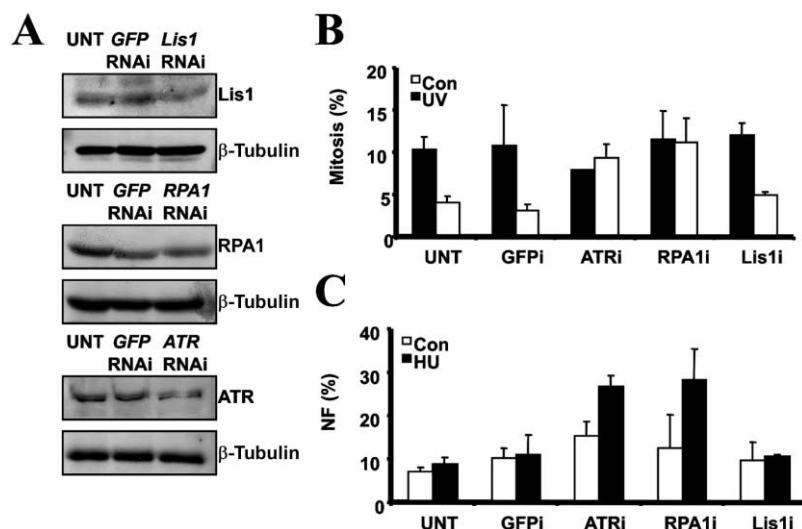 A
UNT GFP Lis1
RNAi RNAi
Lis1
β-Tubulin
UNT GFP RPA1
RNAi RNAi
RPA1
β-Tubulin
UNT GFP ATR
RNAi RNAi
ATR
β-Tubulin
B
20
15
10
5
0
Mitosis (%)
Con
UV
UNT GFPi ATRi RPA1i Lis1i
C
40
30
20
10
0
NF (%)
Con
HU
UNT GFPi ATRi RPA1i Lis1i